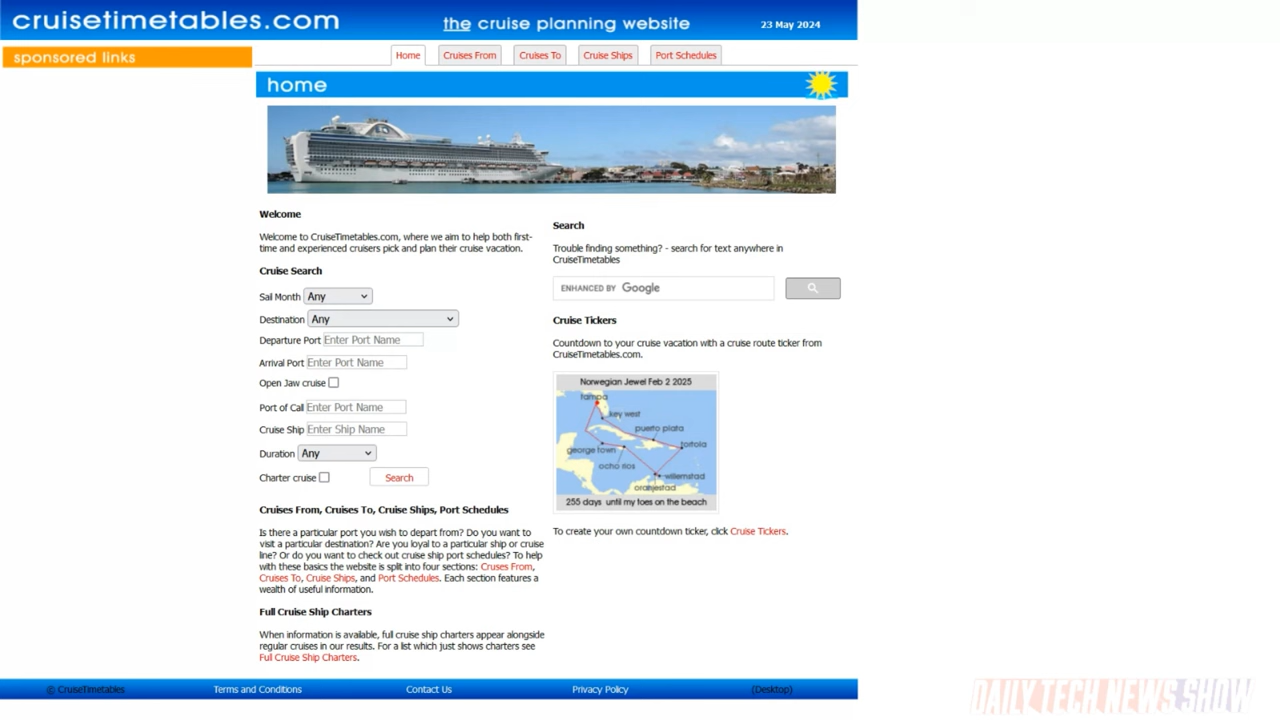 cruisetimetables.com
the cruise planning website
23 May 2024
sponsored links
Home
Cruises From
Cruises To
Cruise Ships
Port Schedules
home
Welcome
Welcome to CruiseTimetables.com, where we aim to help both first-
time and experienced cruisers pick and plan their cruise vacation.
Cruise Search
Sail Month Any
Destination Any
Departure Port Enter Port Name
Arrival Port Enter Port Name
Open Jaw cruise
Port of Call Enter Port Name
Cruise Ship Enter Ship Name
Duration Any
Charter cruise Search
Cruises From, Cruises To, Cruise Ships, Port Schedules
Is there a particular port you wish to depart from? Do you want to
visit a particular destination? Are you loyal to a particular ship or cruise
line? Or do you want to check out cruise ship port schedules? To help
with these basics the website is split into four sections: Cruses From,
Cruises To, Cruise Ships, and Port Schedules. Each section features a
wealth of useful information.
Full Cruise Ship Charters
When information is available, full cruise ship charters appear alongside
regular cruises in our results. For a list which just shows charters see
Full Cruise Ship Charters.
Search
Trouble finding something? - search for text anywhere in
CruiseTimetables
ENHANCED BY Google
Cruise Tickers
Countdown to your cruise vacation with a cruise route ticker from
CruiseTimetables.com.
Norwegian Jewel Feb 2 2025
tampa
key west
puerto plata
tortola
george town
ocho rios
willemstad
oranjestad
255 days until my toes on the beach
To create your own countdown ticker, click Cruise Tickers.
© CruiseTimetables
Terms and Conditions
Contact Us
Privacy Policy
(Desktop)
DAILY TECH NEWS SHOW